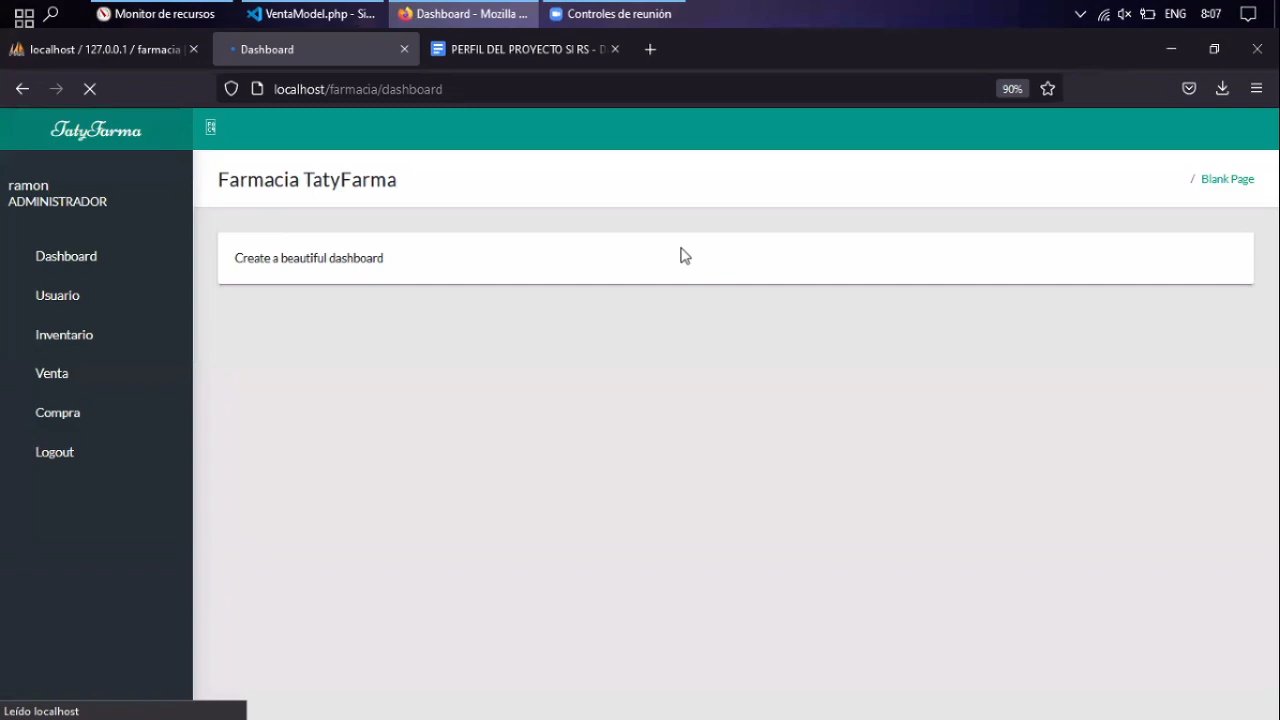 Monitor de recursos
VentaModel.php - Si...
Dashboard - Mozilla ...
Controles de reunión
ENG
8:07
localhost / 127.0.0.1 / farmacia
Dashboard
PERFIL DEL PROYECTO SI RS - D
localhost/farmacia/dashboard
90%
TatyFarma
Farmacia TatyFarma
/ Blank Page
ramon
ADMINISTRADOR
Create a beautiful dashboard
Dashboard
Usuario
Inventario
Venta
Compra
Logout
Leído localhost